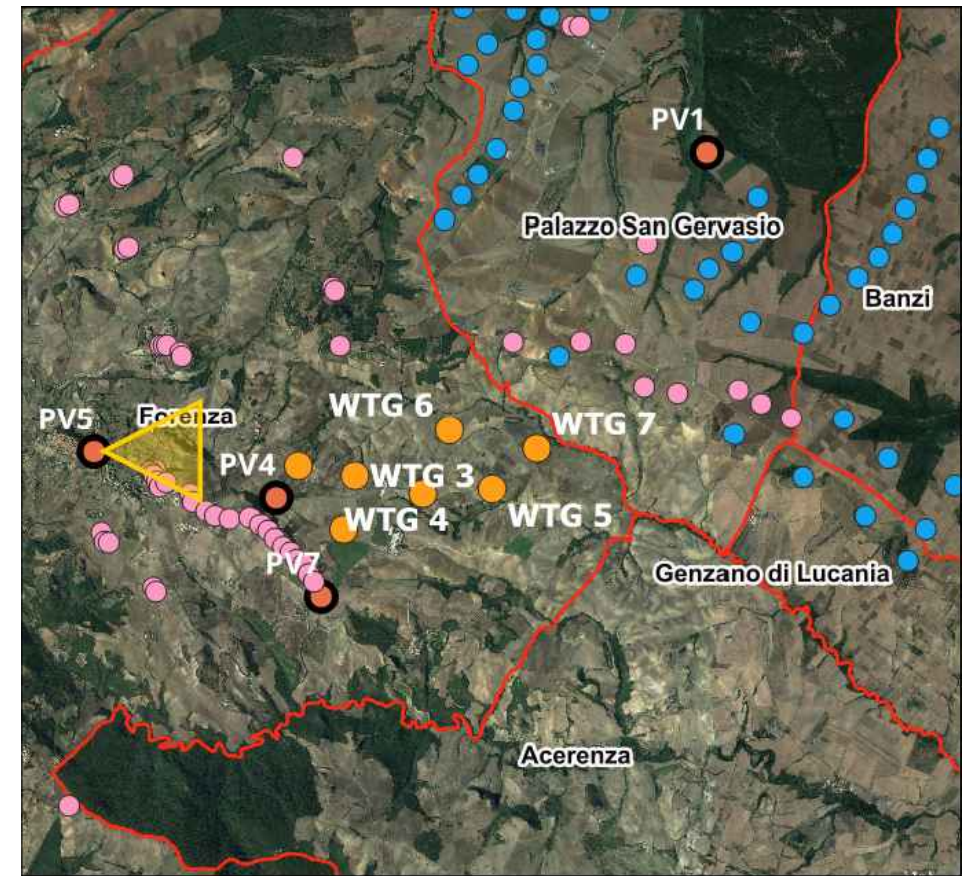 PV1
Palazzo San Gervasio
Banzi
WTG 6
PV5
Forenza
WTG 7
PV4
WTG 3
WTG 4
WTG 5
PV7
Genzano di Lucania
Acerenza